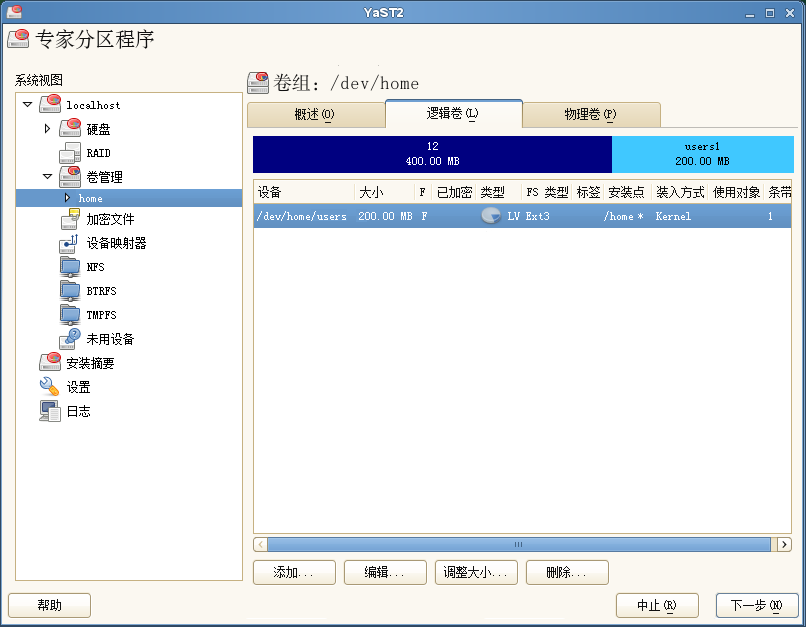 YaST2
专家分区程序
系统视图
localhost
硬盘
RAID
卷管理
home
加密文件
设备映射器
NFS
BTRFS
TMPFS
未用设备
安装摘要
设置
日志
卷组: /dev/home
概述(O) 逻辑卷(L) 物理卷(P)
12 users1
400.00 MB 200.00 MB
设备 大小 F 已加密 类型 FS 类型 标签 安装点 装入方式 使用对象 条带
/dev/home/users 200.00 MB F LV Ext3 /home * Kernel 1
添加... 编辑... 调整大小... 删除...
帮助 中止(R) 下一步(N)